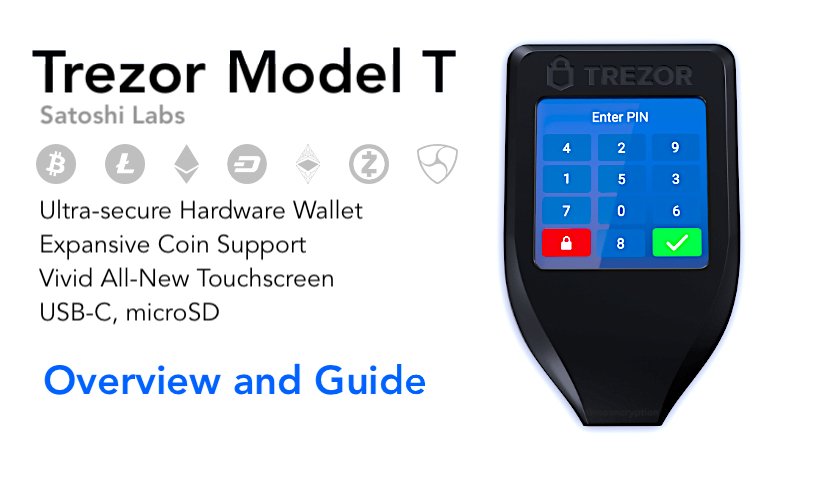 Trezor Model T
Satoshi Labs
Ultra-secure Hardware Wallet
Expansive Coin Support
Vivid All-New Touchscreen
USB-C, microSD
Overview and Guide
TREZOR
Enter PIN
4 2 9
1 5 3
7 0 6
8